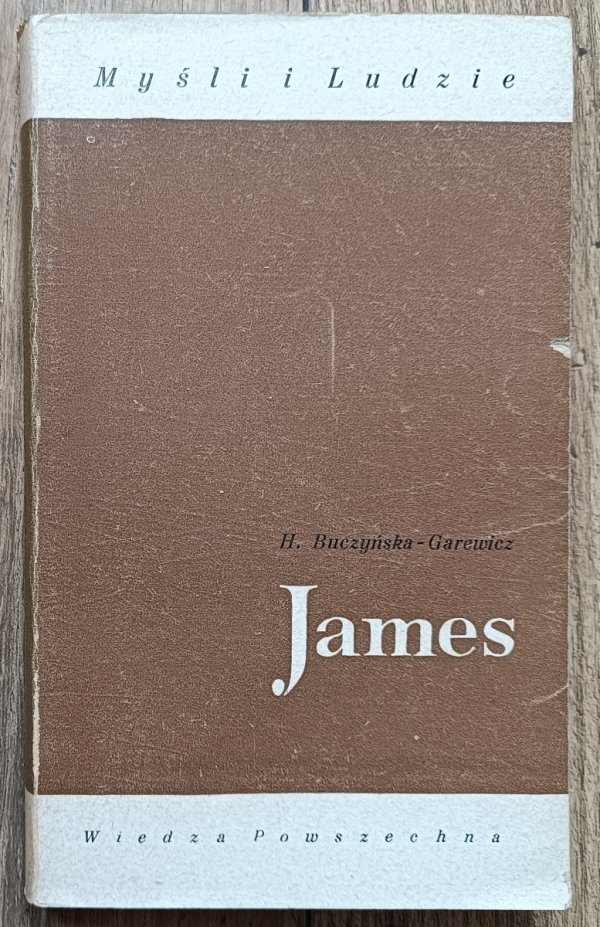 Myśli i Ludzie
H. Buczyńska-Garewicz
James
Wiedza Powszechna